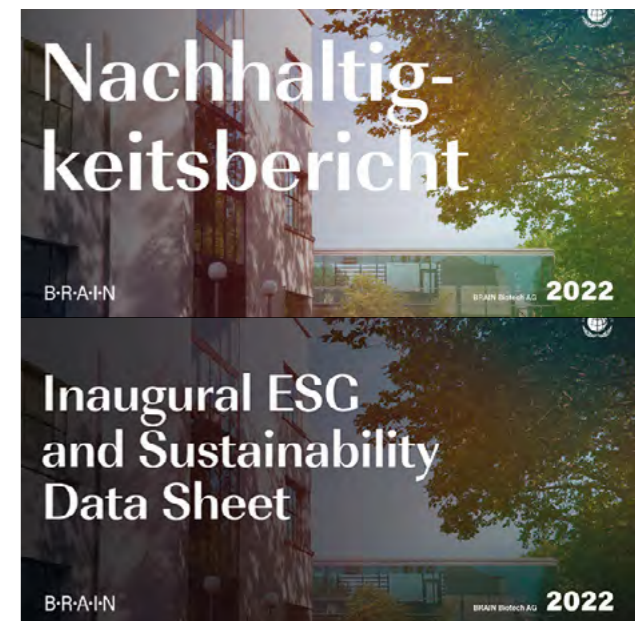 Nachhaltig-
keitsbericht
B·R·A·I·N
BRAIN Biotech AG 2022
Inaugural ESG
and Sustainability
Data Sheet
B·R·A·I·N
BRAIN Biotech AG 2022